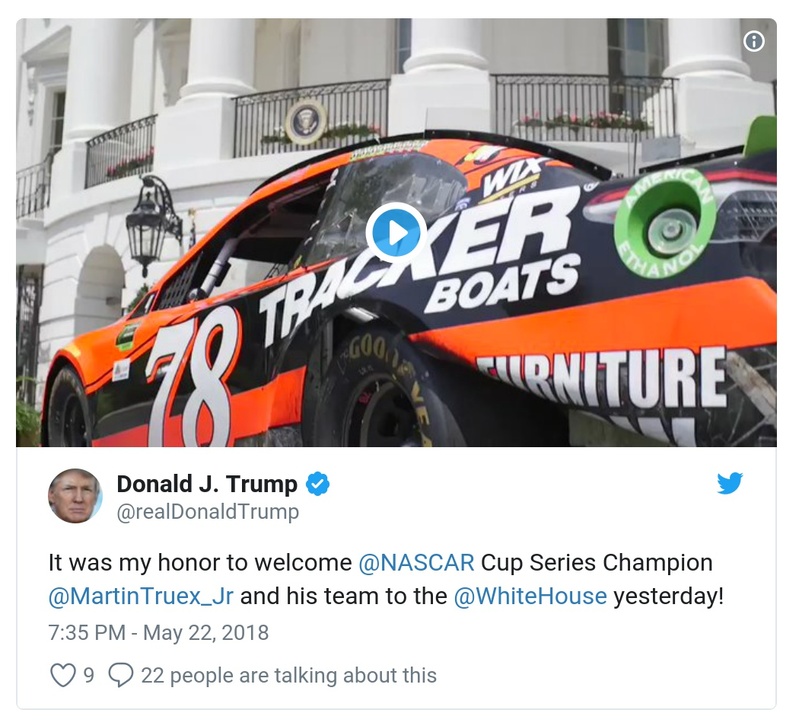 WIX
TRACKER
BOATS
AMERICAN
ETHANOL
78
GOODYEAR
FURNITURE
Donald J. Trump
@realDonaldTrump
It was my honor to welcome @NASCAR Cup Series Champion
@MartinTruex_Jr and his team to the @WhiteHouse yesterday!
7:35 PM - May 22, 2018
9 22 people are talking about this